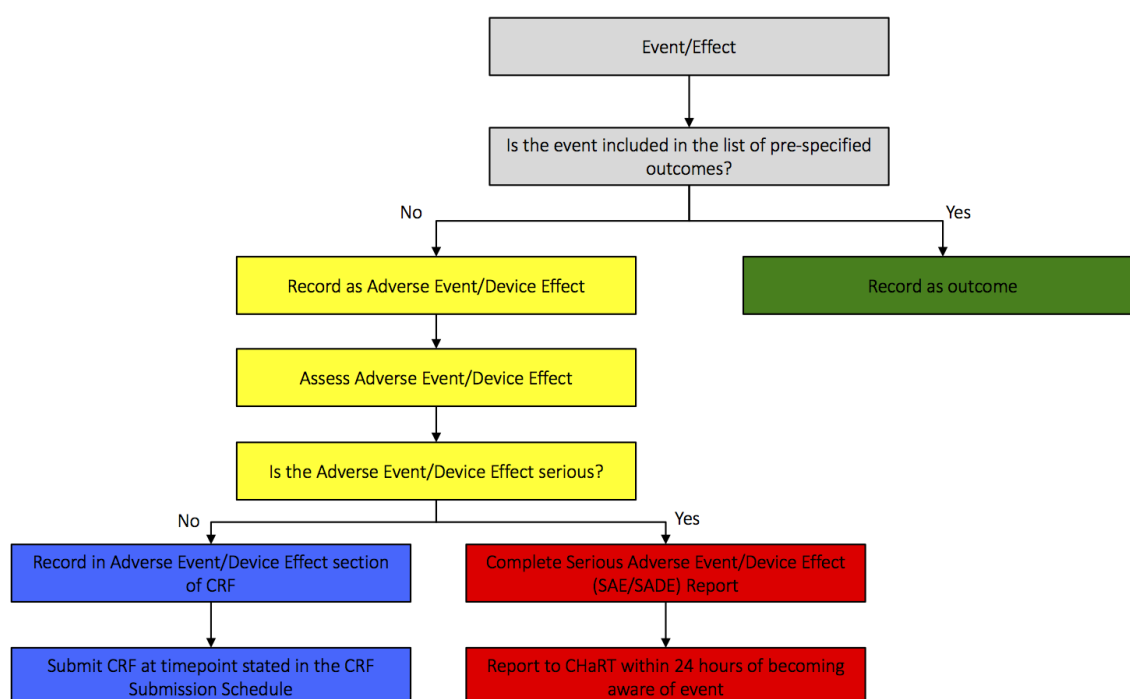 Event/Effect
Is the event included in the list of pre-specified
outcomes?
No
Yes
Record as Adverse Event/Device Effect
Record as outcome
Assess Adverse Event/Device Effect
Is the Adverse Event/Device Effect serious?
No
Yes
Record in Adverse Event/Device Effect section
of CRF
Complete Serious Adverse Event/Device Effect
(SAE/SADE) Report
Submit CRF at timepoint stated in the CRF
Submission Schedule
Report to CHaRT within 24 hours of becoming
aware of event